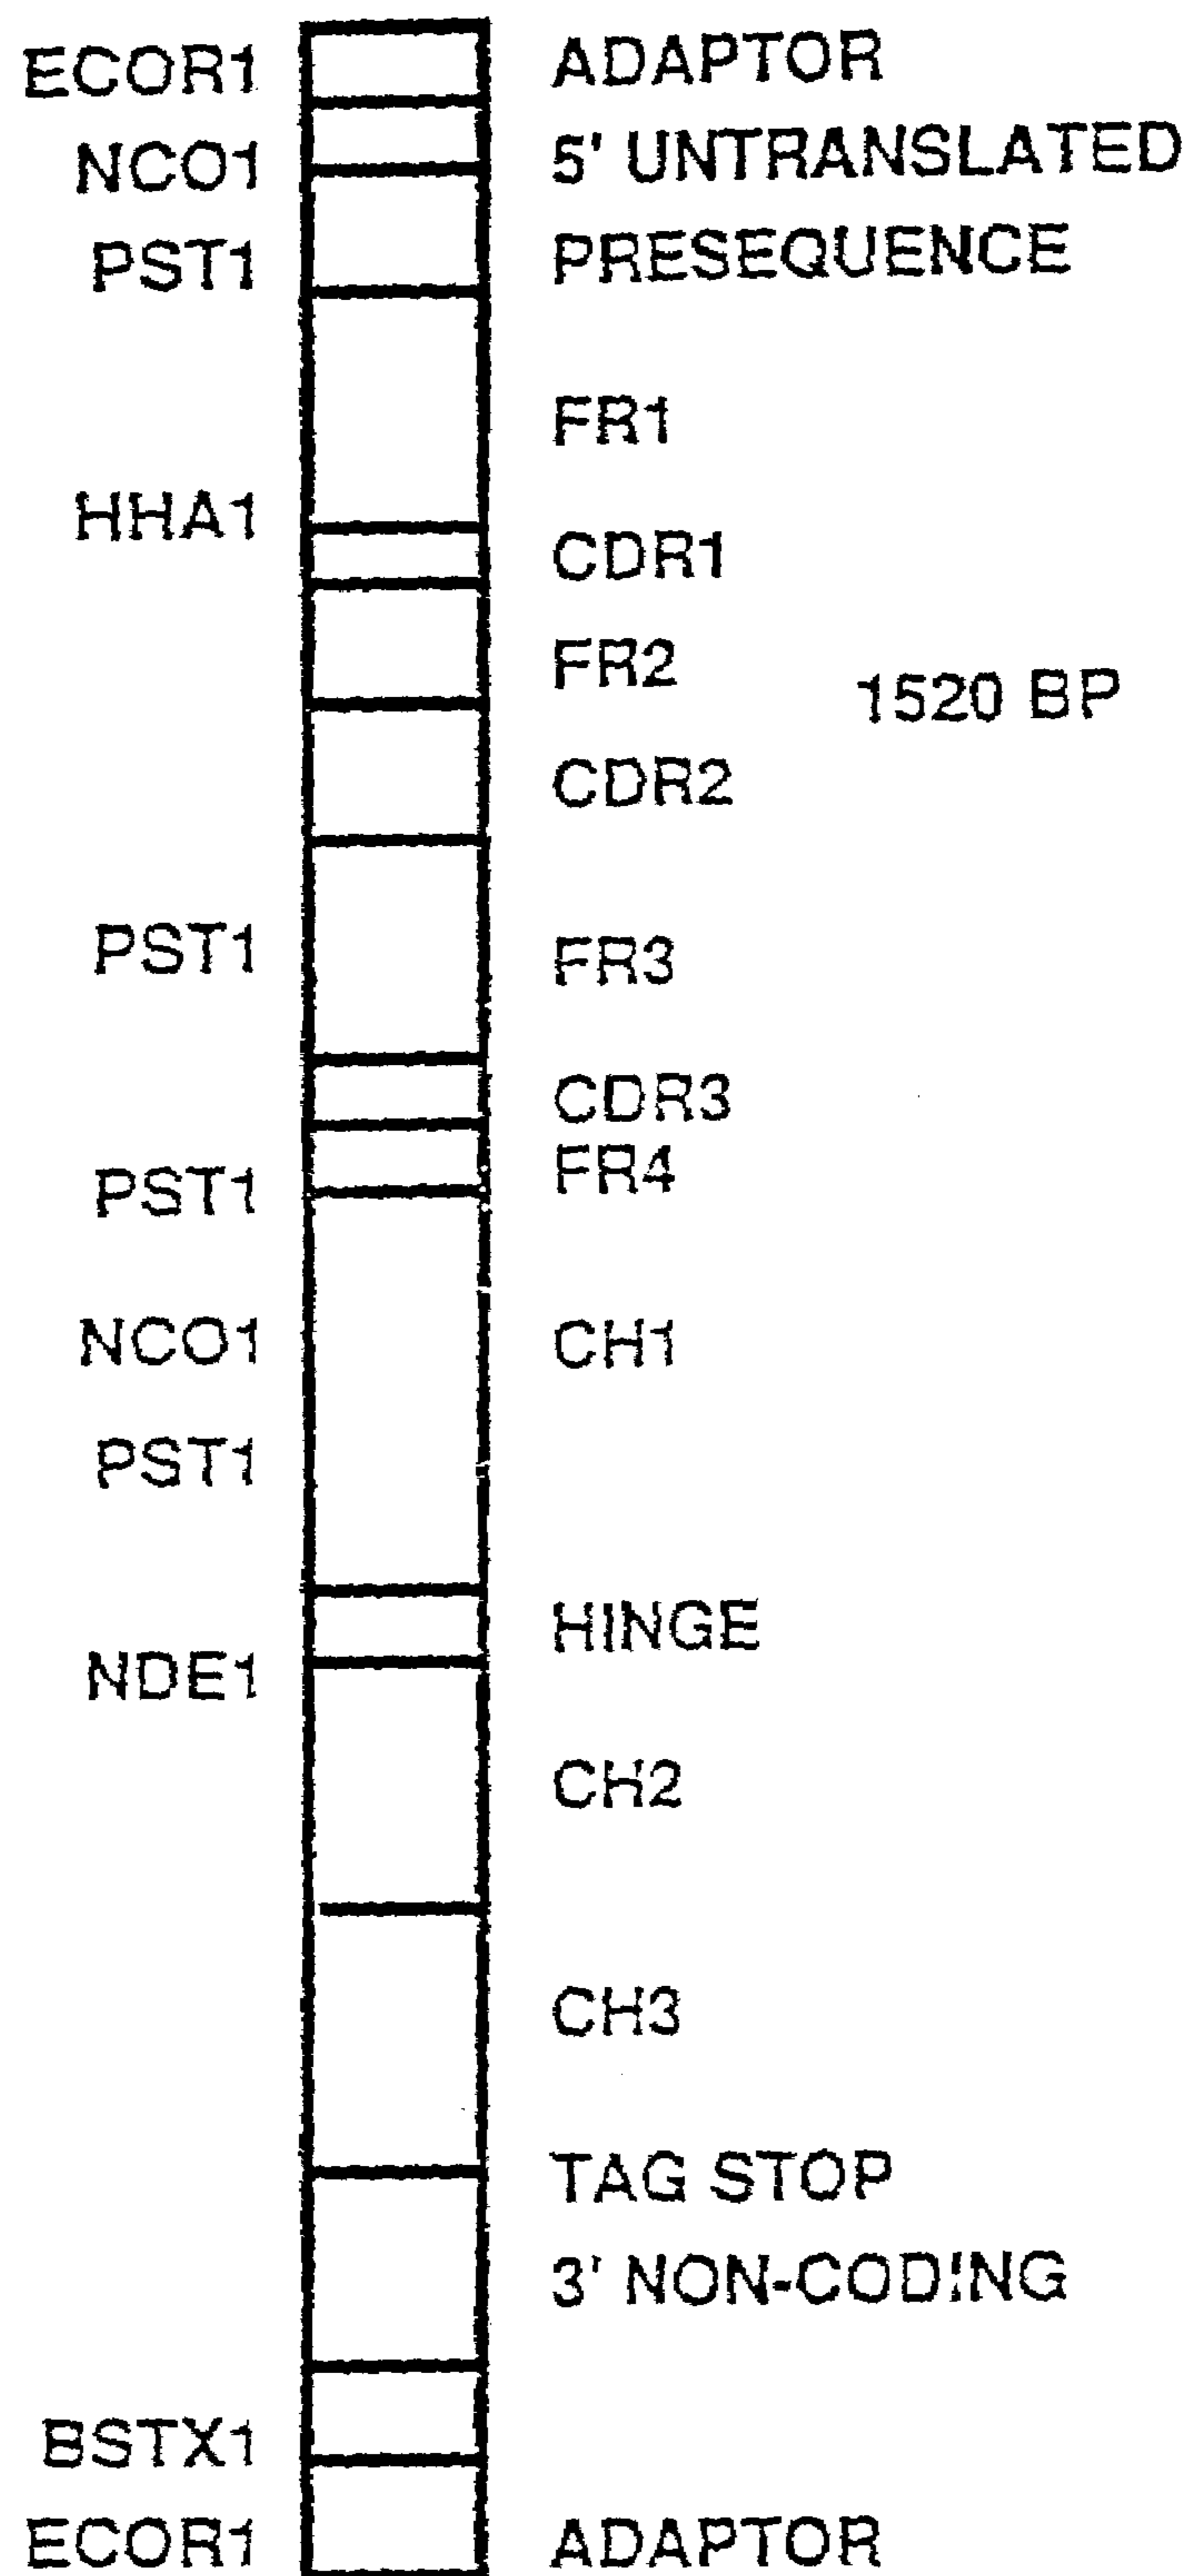 ECOR1 ADAPTOR
NCO1 5' UNTRANSLATED
PST1 PRESEQUENCE
FR1
HHA1
CDR1
FR2
1520 BP
CDR2
PST1 FR3
CDR3
FR4
PST1
NCO1 CH1
PST1
HINGE
NDE1
CH2
CH3
TAG STOP
3' NON-CODING
BSTX1
ECOR1 ADAPTOR